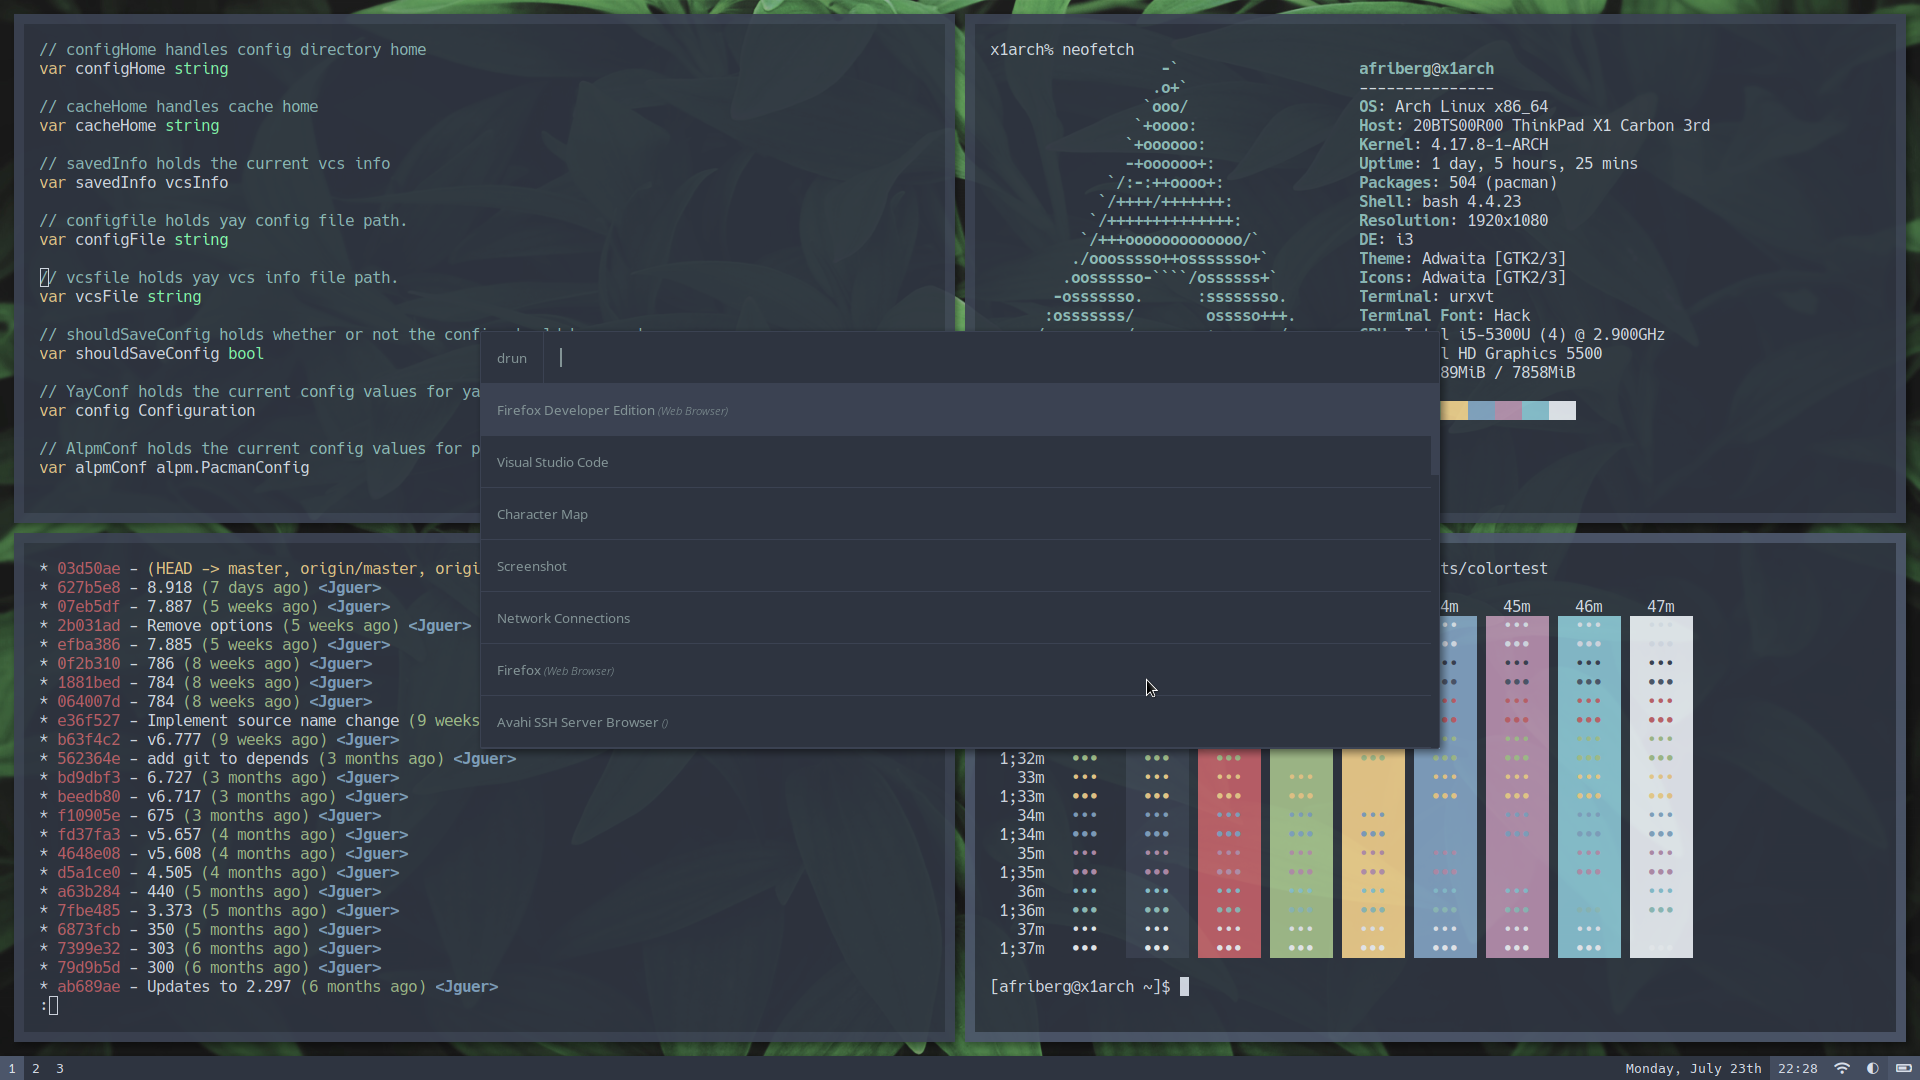 // configHome handles config directory home
var configHome string
// cacheHome handles cache home
var cacheHome string
// savedInfo holds the current vcs info
var savedInfo vcsInfo
// configfile holds yay config file path.
var configFile string
// vcsfile holds yay vcs info file path.
var vcsFile string
// shouldSaveConfig holds whether or not the conf
var shouldSaveConfig bool
// YayConf holds the current config values for ya
var config Configuration
// AlpmConf holds the current config values for p
var alpmConf alpm.PacmanConfig
x1arch% neofetch
-`
.o+`
`ooo/
`+oooo:
`+oooooo:
-+oooooo+:
`/:-:++oooo+:
`/++++/+++++++:
`/++++++++++++++:
`/+++ooooooooooooo/`
./ooosssso++osssssso+`
.oossssso-````/ossssss+`
-osssssso.      :ssssssso.
:osssssss/        osssso+++.
afriberg@x1arch
---------------
OS: Arch Linux x86_64
Host: 20BTS00R00 ThinkPad X1 Carbon 3rd
Kernel: 4.17.8-1-ARCH
Uptime: 1 day, 5 hours, 25 mins
Packages: 504 (pacman)
Shell: bash 4.4.23
Resolution: 1920x1080
DE: i3
Theme: Adwaita [GTK2/3]
Icons: Adwaita [GTK2/3]
Terminal: urxvt
Terminal Font: Hack
l i5-5300U (4) @ 2.900GHz
l HD Graphics 5500
89MiB / 7858MiB
drun
Firefox Developer Edition (Web Browser)
Visual Studio Code
Character Map
Screenshot
Network Connections
Firefox (Web Browser)
Avahi SSH Server Browser ()
* 03d50ae - (HEAD -> master, origin/master, origi
* 627b5e8 - 8.918 (7 days ago) <Jguer>
* 07eb5df - 7.887 (5 weeks ago) <Jguer>
* 2b031ad - Remove options (5 weeks ago) <Jguer>
* efba386 - 7.885 (5 weeks ago) <Jguer>
* 0f2b310 - 786 (8 weeks ago) <Jguer>
* 1881bed - 784 (8 weeks ago) <Jguer>
* 064007d - 784 (8 weeks ago) <Jguer>
* e36f527 - Implement source name change (9 weeks
* b63f4c2 - v6.777 (9 weeks ago) <Jguer>
* 562364e - add git to depends (3 months ago) <Jguer>
* bd9dbf3 - 6.727 (3 months ago) <Jguer>
* beedb80 - v6.717 (3 months ago) <Jguer>
* f10905e - 675 (3 months ago) <Jguer>
* fd37fa3 - v5.657 (4 months ago) <Jguer>
* 4648e08 - v5.608 (4 months ago) <Jguer>
* d5a1ce0 - 4.505 (4 months ago) <Jguer>
* a63b284 - 440 (5 months ago) <Jguer>
* 7fbe485 - 3.373 (5 months ago) <Jguer>
* 6873fcb - 350 (5 months ago) <Jguer>
* 7399e32 - 303 (6 months ago) <Jguer>
* 79d9b5d - 300 (6 months ago) <Jguer>
* ab689ae - Updates to 2.297 (6 months ago) <Jguer>
:
ts/colortest
4m 45m 46m 47m
1;32m
33m
1;33m
34m
1;34m
35m
1;35m
36m
1;36m
37m
1;37m
[afriberg@x1arch ~]$
1 2 3
Monday, July 23th 22:28